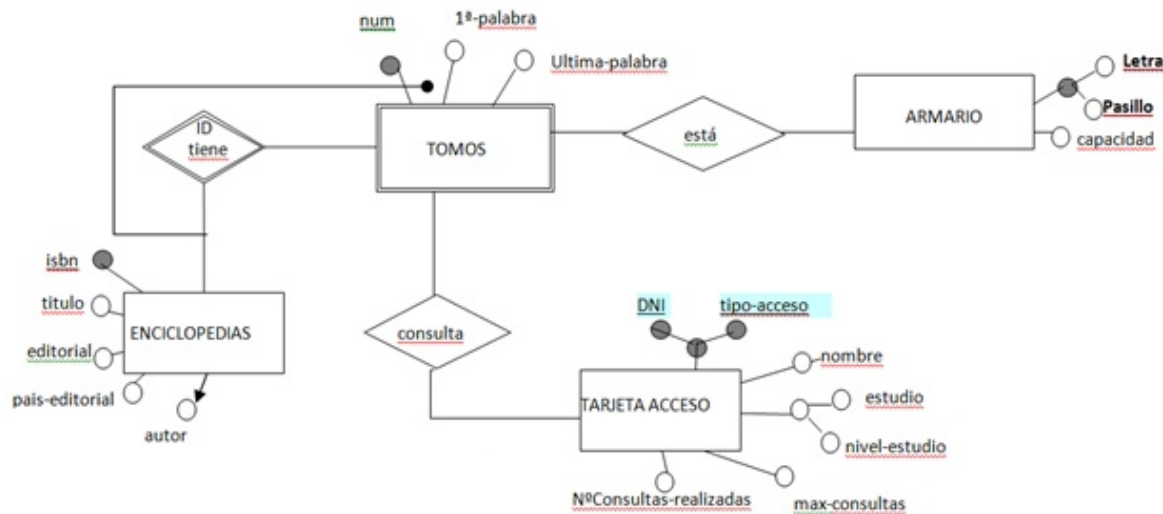 num
1ª-palabra
Ultima-palabra
ID
tiene
TOMOS
está
ARMARIO
Letra
Pasillo
capacidad
isbn
titulo
editorial
pais-editorial
autor
ENCICLOPEDIAS
consulta
DNI
tipo-acceso
nombre
TARJETA ACCESO
estudio
nivel-estudio
NºConsultas-realizadas
max-consultas